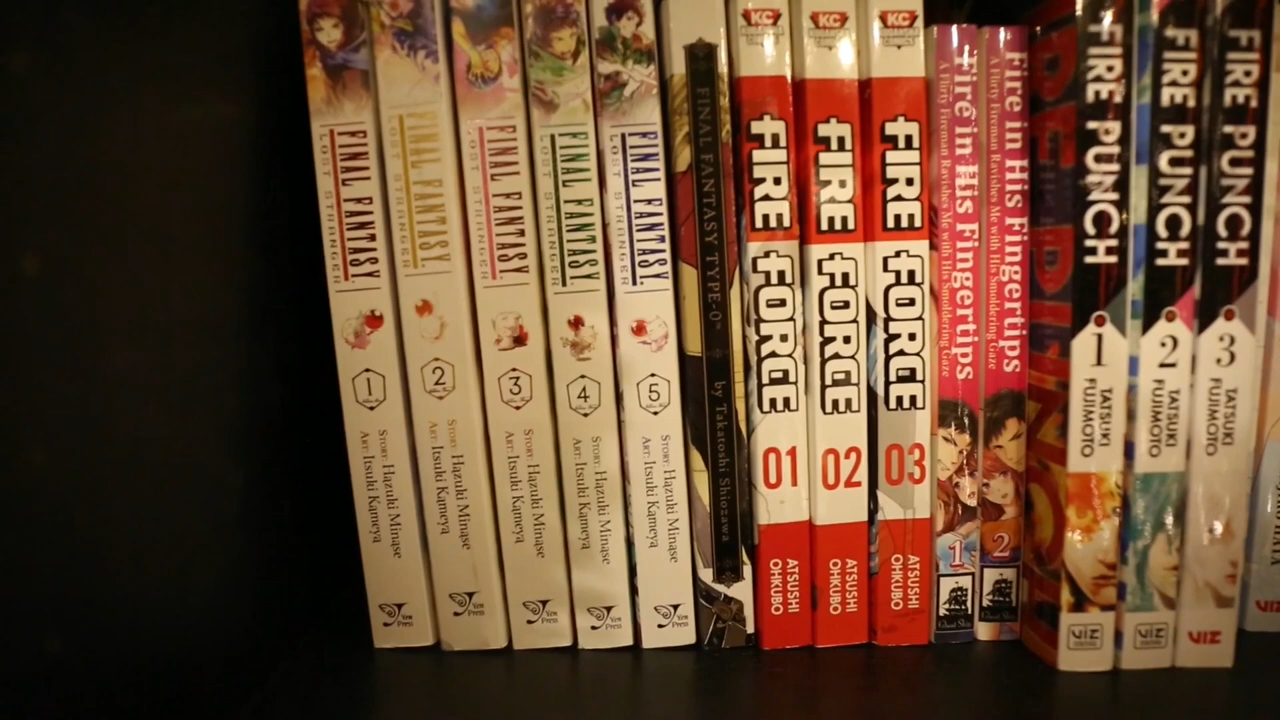 FINAL FANTASY.
LOST STRANGER
1
STORY: Hazuki Minase
ART: Itsuki Kameya
Yen Press
FINAL FANTASY.
LOST STRANGER
2
STORY: Hazuki Minase
ART: Itsuki Kameya
Yen Press
FINAL FANTASY.
LOST STRANGER
3
STORY: Hazuki Minase
ART: Itsuki Kameya
Yen Press
FINAL FANTASY.
LOST STRANGER
4
STORY: Hazuki Minase
ART: Itsuki Kameya
Yen Press
FINAL FANTASY.
LOST STRANGER
5
STORY: Hazuki Minase
ART: Itsuki Kameya
Yen Press
FINAL FANTASY TYPE-0™
by Takatoshi Shiozawa
KC
FIRE FORCE
01
ATSUSHI
OHKUBO
KC
FIRE FORCE
02
ATSUSHI
OHKUBO
KC
FIRE FORCE
03
ATSUSHI
OHKUBO
Fire in His Fingertips
A Flirty Fireman Ravishes Me with His Smoldering Gaze
1
Ghost Ship
Fire in His Fingertips
A Flirty Fireman Ravishes Me with His Smoldering Gaze
2
Ghost Ship
FIRE PUNCH
1
TATSUKI
FUJIMOTO
VIZ
FIRE PUNCH
2
TATSUKI
FUJIMOTO
VIZ
FIRE PUNCH
3
TATSUKI
FUJIMOTO
VIZ